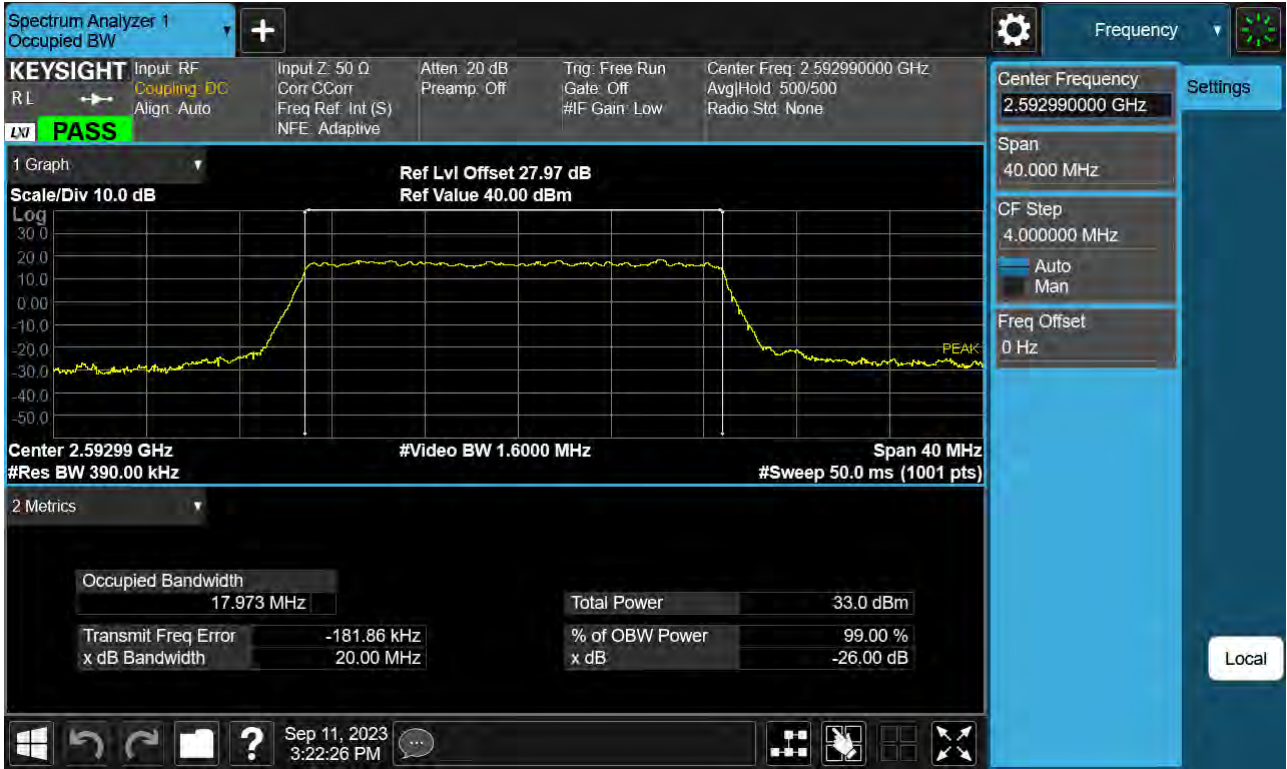 Spectrum Analyzer 1
Occupied BW
Frequency
KEYSIGHT
R L
LXI PASS
Input: RF
Coupling: DC
Align: Auto
Input Z: 50 Ω
Corr CCorr
Freq Ref: Int (S)
NFE: Adaptive
Atten: 20 dB
Preamp: Off
Trig: Free Run
Gate: Off
#IF Gain: Low
Center Freq: 2.592990000 GHz
Avg|Hold: 500/500
Radio Std: None
Center Frequency
2.592990000 GHz
Settings
Span
40.000 MHz
CF Step
4.000000 MHz
Auto
Man
Freq Offset
0 Hz
1 Graph
Scale/Div 10.0 dB
Ref Lvl Offset 27.97 dB
Ref Value 40.00 dBm
Log
30.0
20.0
10.0
0.00
-10.0
-20.0
-30.0
-40.0
-50.0
PEAK
Center 2.59299 GHz
#Video BW 1.6000 MHz
Span 40 MHz
#Res BW 390.00 kHz
#Sweep 50.0 ms (1001 pts)
2 Metrics
Occupied Bandwidth
17.973 MHz
Total Power 33.0 dBm
Transmit Freq Error -181.86 kHz
% of OBW Power 99.00 %
x dB Bandwidth 20.00 MHz
x dB -26.00 dB
Local
?
Sep 11, 2023
3:22:26 PM